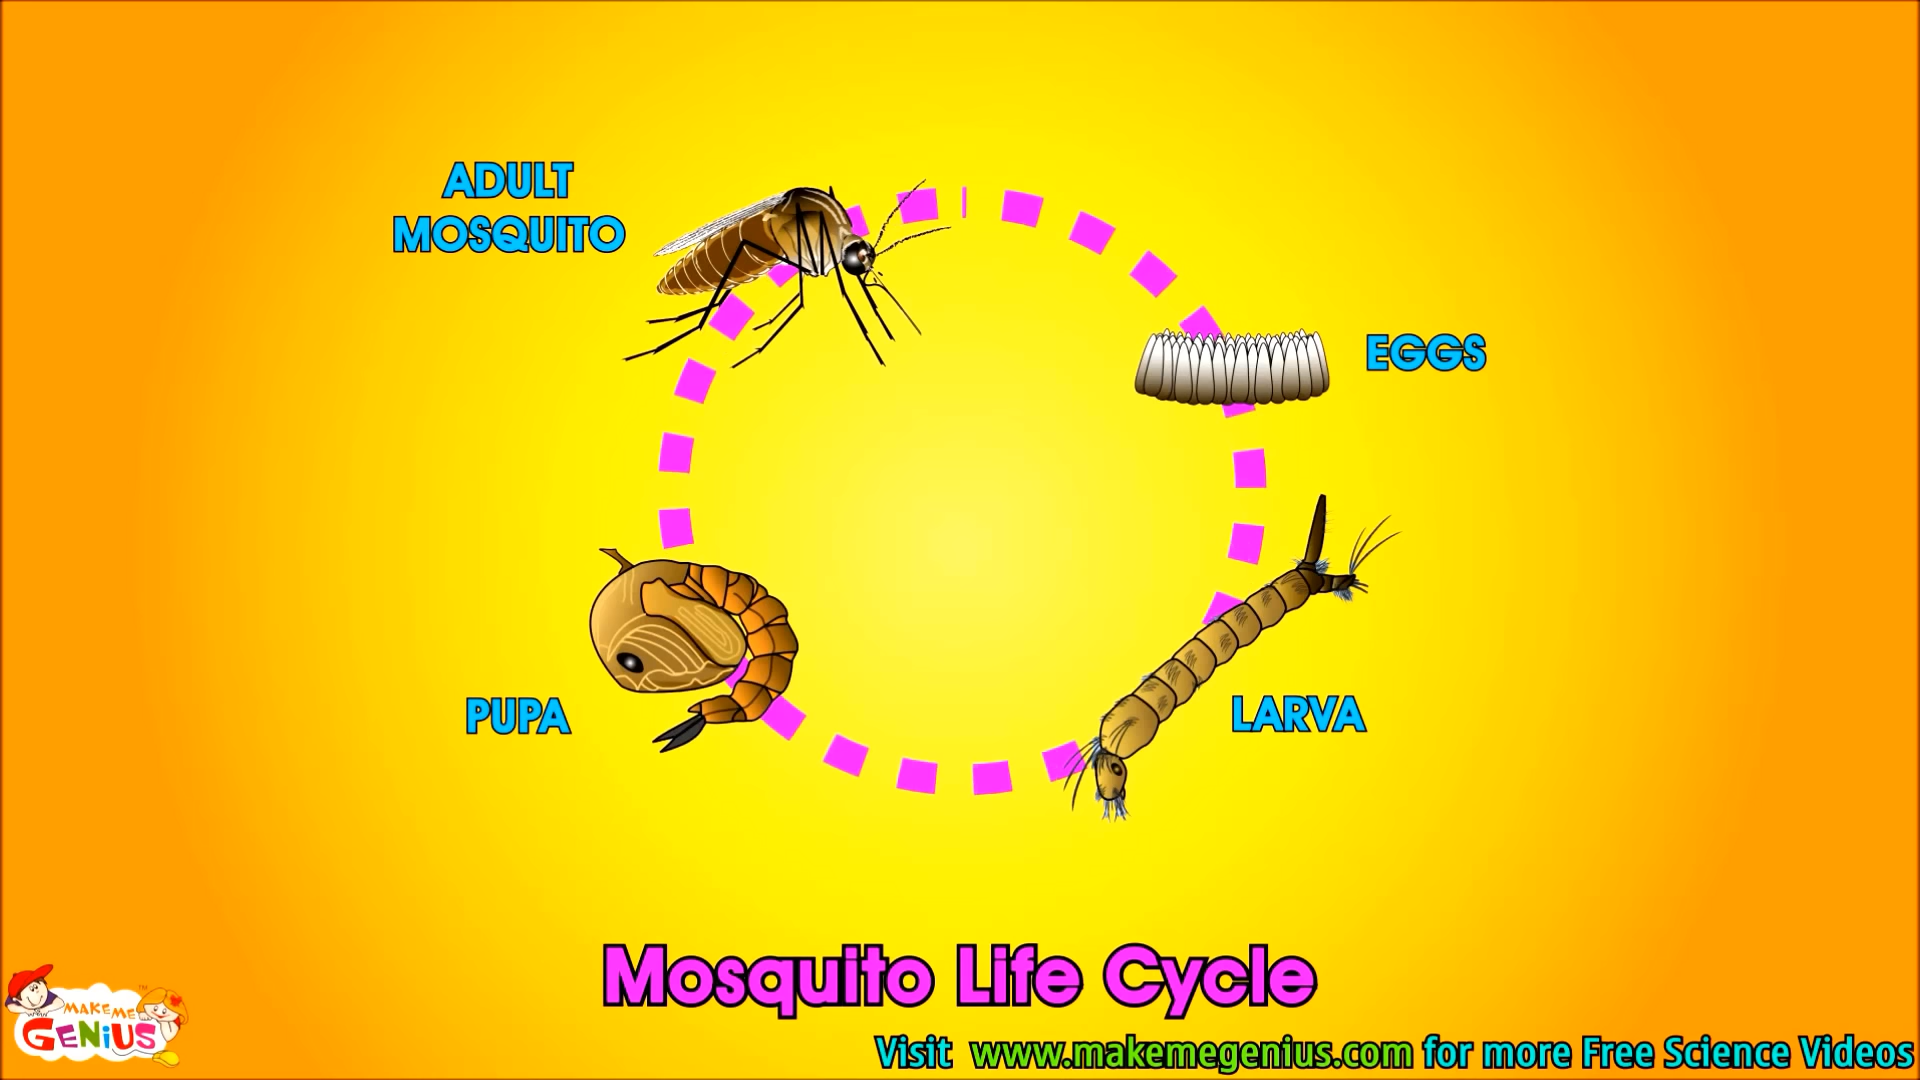 ADULT
MOSQUITO
EGGS
PUPA
LARVA
Mosquito Life Cycle
MAKE ME
GENiUS
TM
Visit www.makemegenius.com for more Free Science Videos